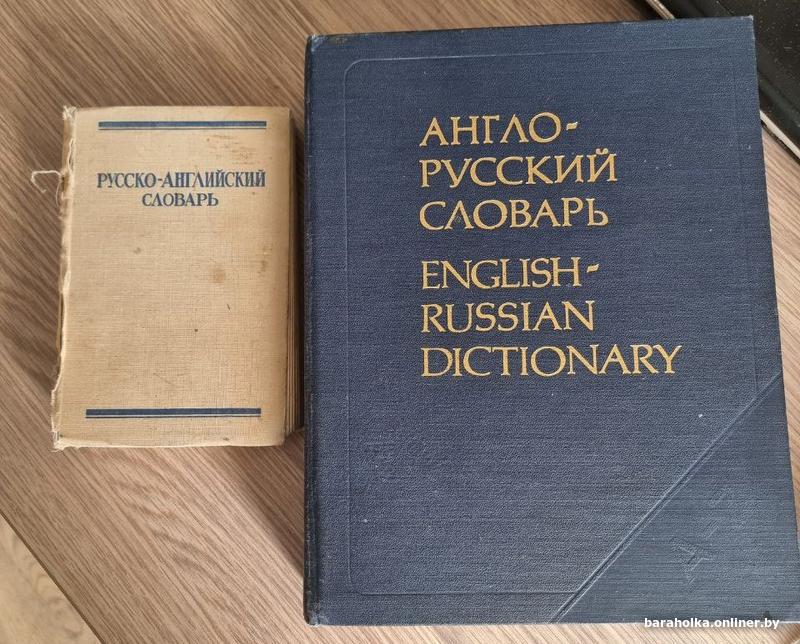 РУССКО-АНГЛИЙСКИЙ
СЛОВАРЬ
АНГЛО-
РУССКИЙ
СЛОВАРЬ
ENGLISH-
RUSSIAN
DICTIONARY
baraholka.onliner.by